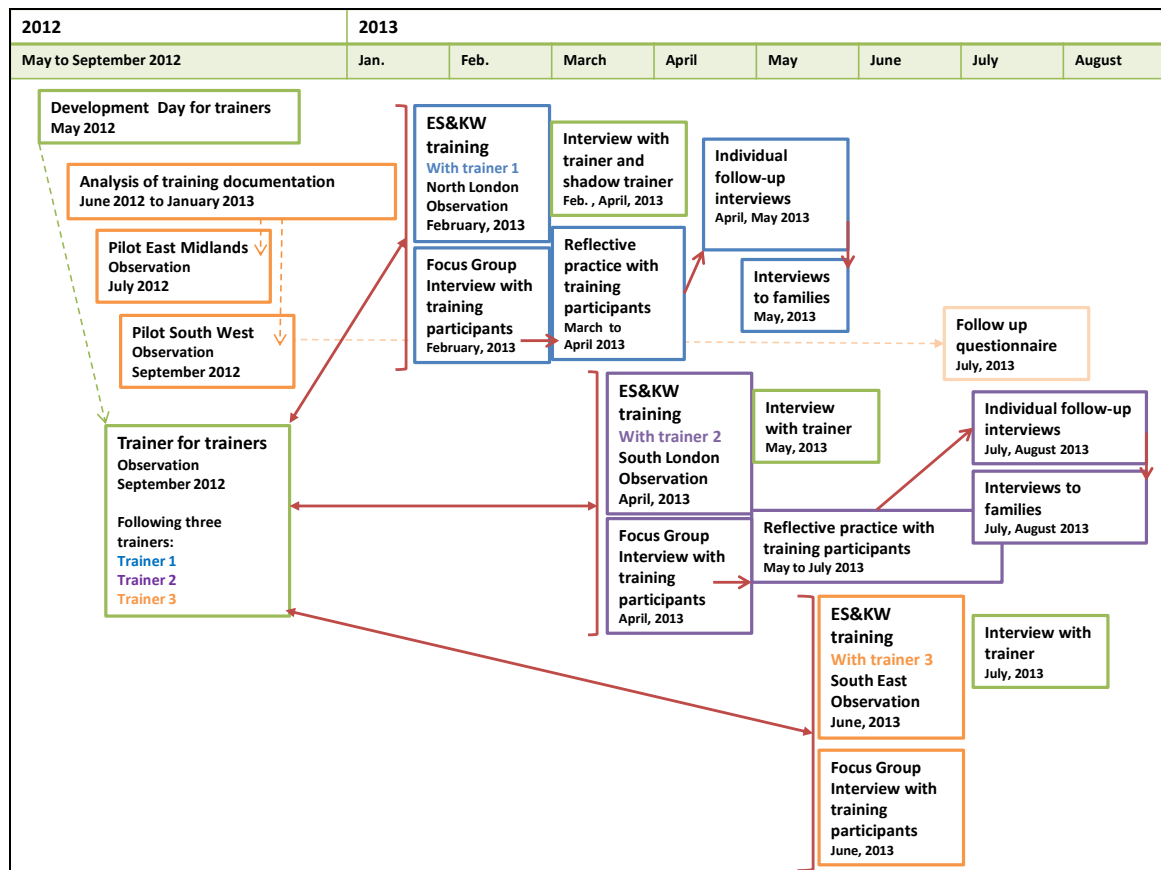 2012
2013
May to September 2012
Jan.
Feb.
March
April
May
June
July
August
Development Day for trainers
May 2012
Analysis of training documentation
June 2012 to January 2013
Pilot East Midlands
Observation
July 2012
Pilot South West
Observation
September 2012
Trainer for trainers
Observation
September 2012
Following three
trainers:
Trainer 1
Trainer 2
Trainer 3
ES&KW
training
With trainer 1
North London
Observation
February, 2013
Focus Group
Interview with
training
participants
February, 2013
Interview with
trainer and
shadow trainer
Feb. , April, 2013
Reflective
practice with
training
participants
March to
April 2013
Individual
follow-up
interviews
April, May 2013
Interviews
to families
May, 2013
Follow up
questionnaire
July, 2013
ES&KW
training
With trainer 2
South London
Observation
April, 2013
Focus Group
Interview with
training
participants
April, 2013
Interview
with trainer
May, 2013
Reflective practice with
training participants
May to July 2013
Individual follow-up
interviews
July, August 2013
Interviews to
families
July, August 2013
ES&KW
training
With trainer 3
South East
Observation
June, 2013
Focus Group
Interview with
training
participants
June, 2013
Interview with
trainer
July, 2013